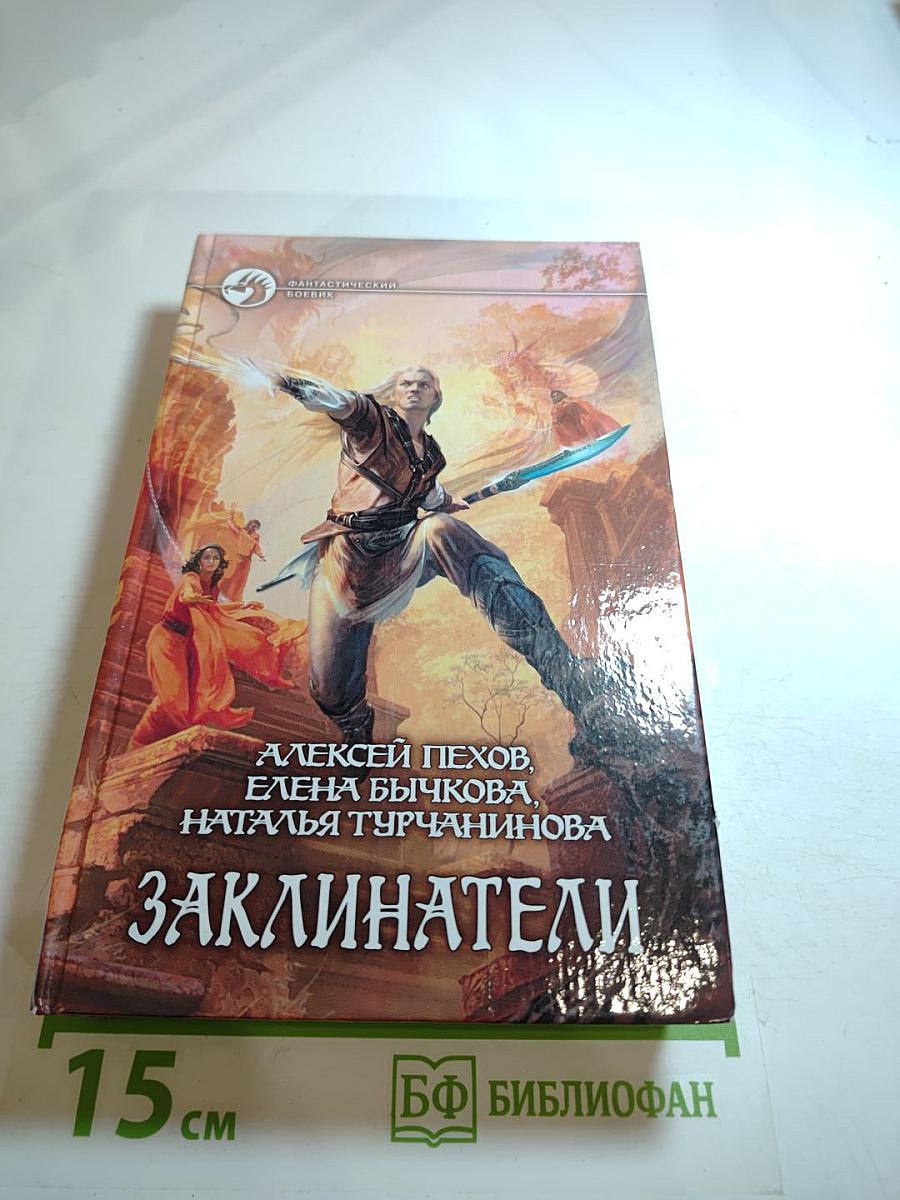 ФАНТАСТИЧЕСКИЙ
БОЕВИК
АЛЕКСЕЙ ПЕХОВ,
ЕЛЕНА БЫЧКОВА,
НАТАЛЬЯ ТУРЧАНИНОВА
ЗАКЛИНАТЕЛИ
15 см
БФ БИБЛИОФАН